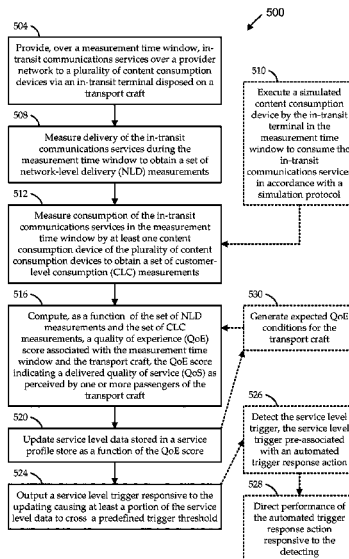 500
504
Provide, over a measurement time window, in-
transit communications services over a provider
network to a plurality of content consumption
devices via an in-transit terminal disposed on a
transport craft
508
Measure delivery of the in-transit
communications services during the
measurement time window to obtain a set of
network-level delivery (NLD) measurements
512
Measure consumption of the in-transit
communications services in the measurement
time window by at least one content
consumption device of the plurality of content
consumption devices to obtain a set of customer-
level consumption (CLC) measurements
516
Compute, as a function of the set of NLD
measurements and the set of CLC
measurements, a quality of experience (QoE)
score associated with the measurement time
window and the transport craft, the QoE score
indicating a delivered quality of service (QoS) as
perceived by one or more passengers of the
transport craft
520
Update service level data stored in a service
profile store as a function of the QoE score
524
Output a service level trigger responsive to the
updating causing at least a portion of the service
level data to cross a predefined trigger threshold
510
Execute a simulated
content consumption
device by the in-transit
terminal in the
measurement time
window to consume the
in-transit
communications services
in accordance with a
simulation protocol
530
Generate expected QoE
conditions for the
transport craft
526
Detect the service level
trigger, the service level
trigger pre-associated
with an automated
trigger response action
528
Direct performance of
the automated trigger
response action
responsive to the
detecting